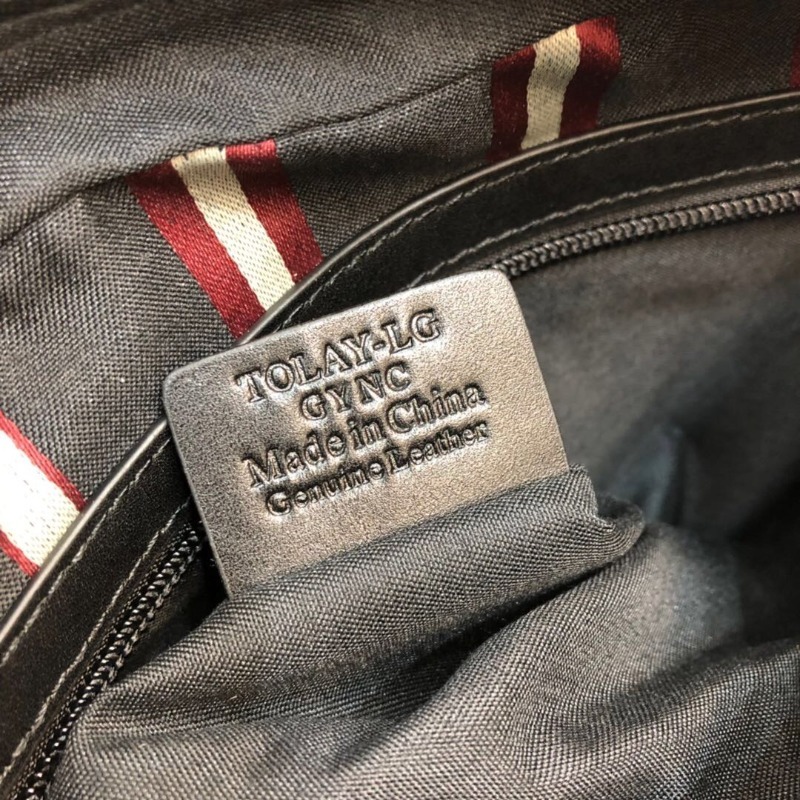 TOLAY-LG
GYNC
Made in China
Genuine Leather